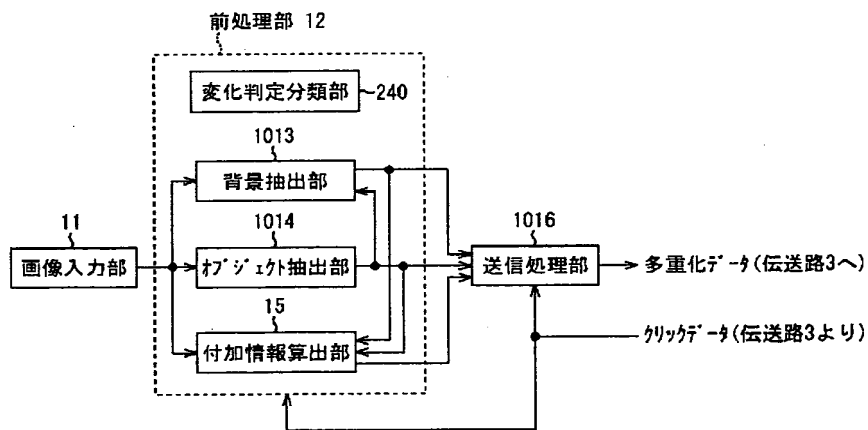 前処理部 12
変化判定分類部
240
1013
背景抽出部
11
画像入力部
1014
オブジェクト抽出部
1016
送信処理部
多重化データ(伝送路3へ)
15
付加情報算出部
クリックデータ(伝送路3より)